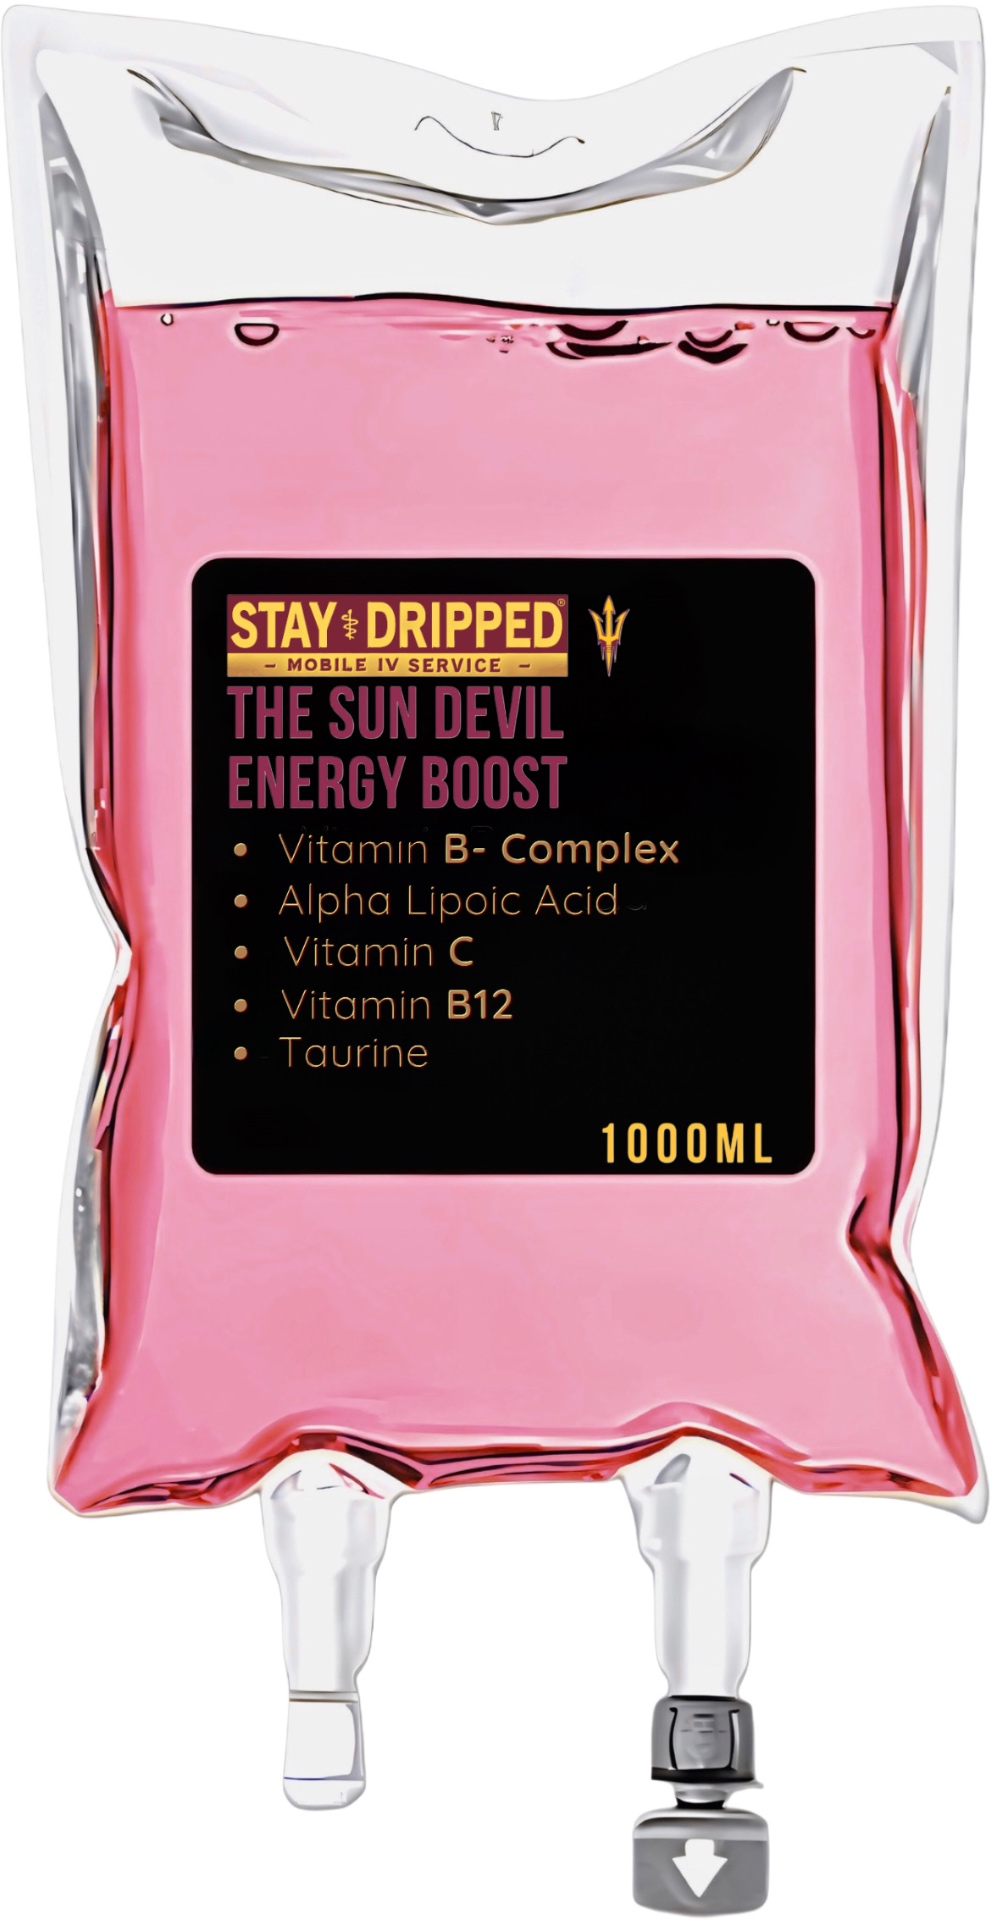 STAY DRIPPED®
- MOBILE IV SERVICE -
THE SUN DEVIL
ENERGY BOOST
• Vitamin B- Complex
• Alpha Lipoic Acid
• Vitamin C
• Vitamin B12
• Taurine
1000ML